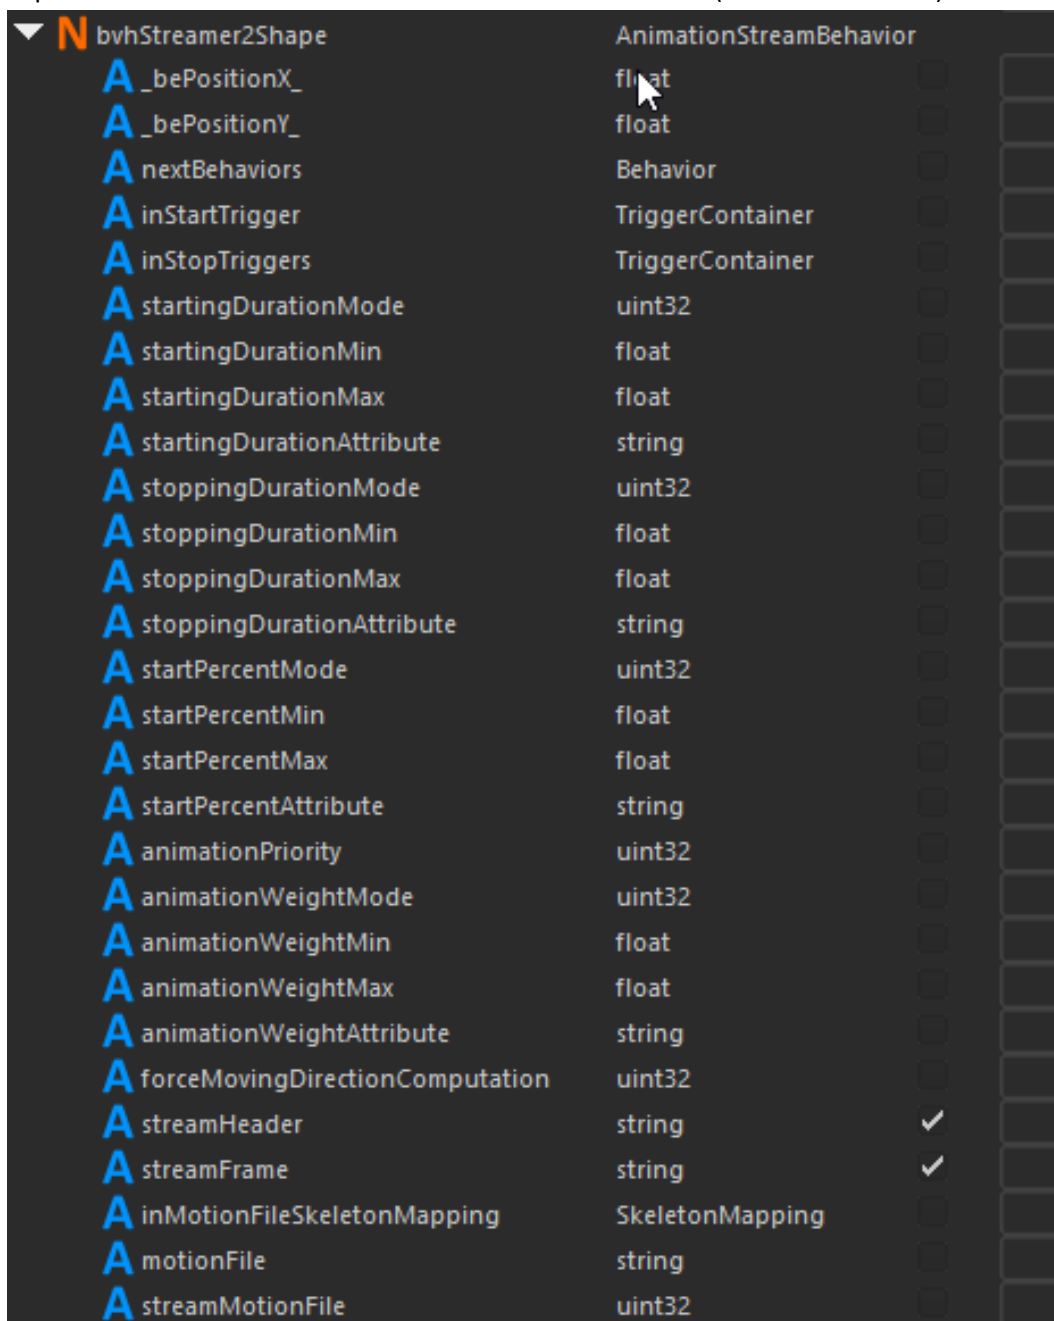 N bvhStreamer2Shape AnimationStreamBehavior
A _bePositionX_ float
A _bePositionY_ float
A nextBehaviors Behavior
A inStartTrigger TriggerContainer
A inStopTriggers TriggerContainer
A startingDurationMode uint32
A startingDurationMin float
A startingDurationMax float
A startingDurationAttribute string
A stoppingDurationMode uint32
A stoppingDurationMin float
A stoppingDurationMax float
A stoppingDurationAttribute string
A startPercentMode uint32
A startPercentMin float
A startPercentMax float
A startPercentAttribute string
A animationPriority uint32
A animationWeightMode uint32
A animationWeightMin float
A animationWeightMax float
A animationWeightAttribute string
A forceMovingDirectionComputation uint32
A streamHeader string
A streamFrame string
A inMotionFileSkeletonMapping SkeletonMapping
A motionFile string
A streamMotionFile uint32